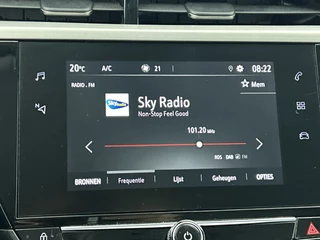 20°C A/C 21 08:22
RADIO . FM
☆ Mem
Sky Radio
Sky Radio
Non-Stop Feel Good
101.20 MHz
N
RDS DAB FM
BRONNEN Frequentie Lijst Geheugen OPTIES